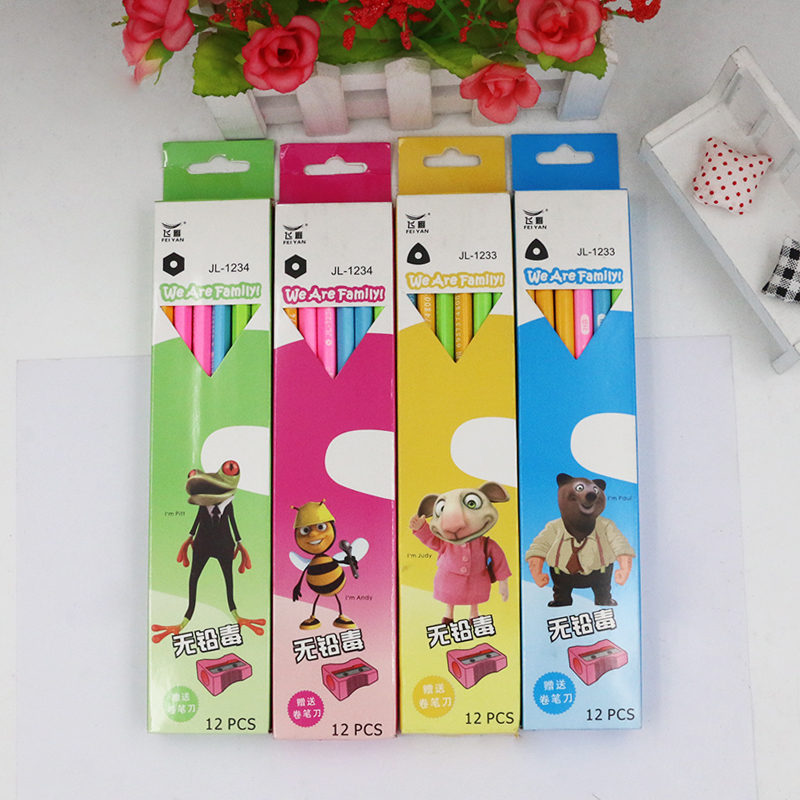 飞雁®
FEI YAN
JL-1234
We Are Family!
I'm Pitt
无铅毒
赠送
卷笔刀
12 PCS
飞雁®
FEI YAN
JL-1234
We Are Family!
I'm Andy
无铅毒
赠送
卷笔刀
12 PCS
飞雁®
FEI YAN
JL-1233
We Are Family!
I'm Judy
无铅毒
赠送
卷笔刀
12 PCS
飞雁®
FEI YAN
JL-1233
We Are Family!
I'm Paul
无铅毒
赠送
卷笔刀
12 PCS